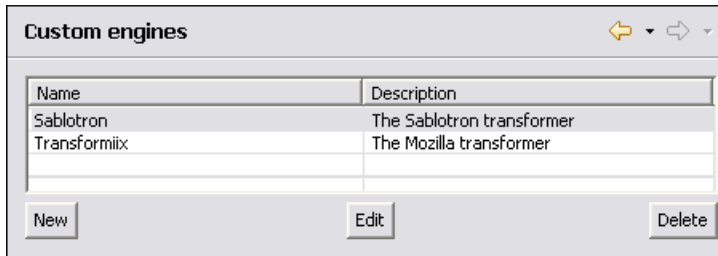 Custom engines
Name Description
Sablotron The Sablotron transformer
Transformiix The Mozilla transformer
New Edit Delete